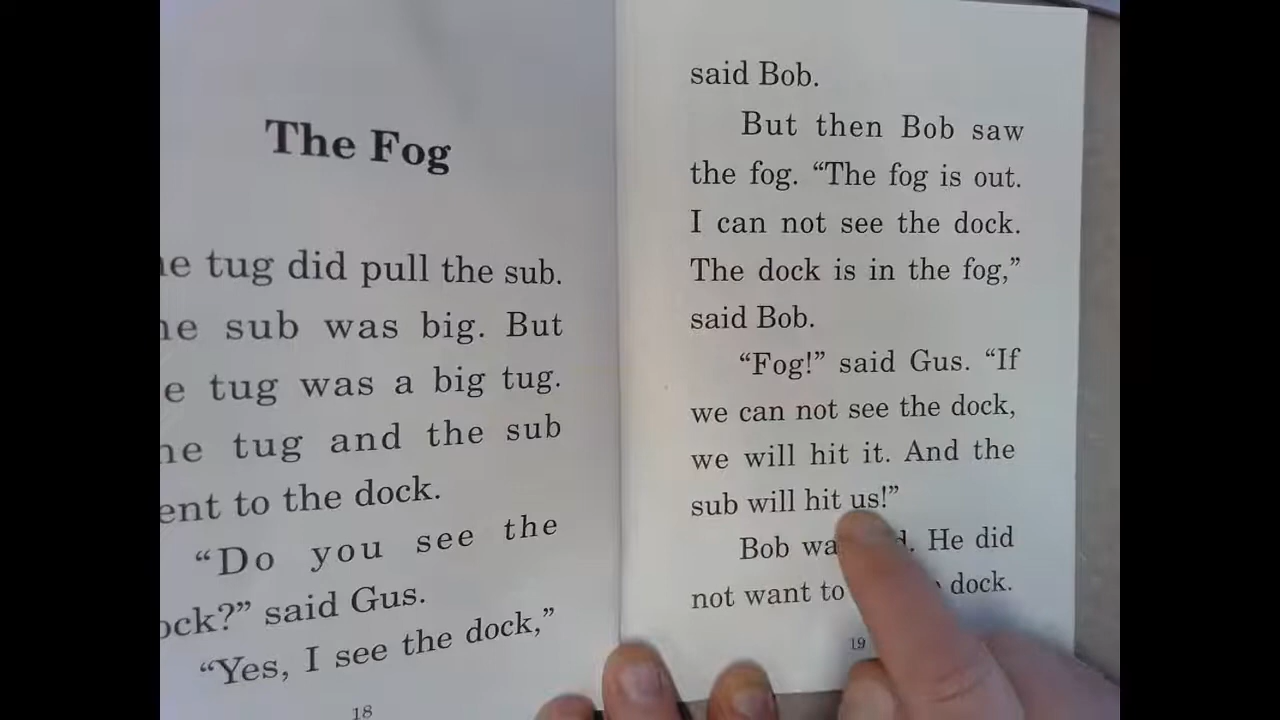 The Fog
he tug did pull the sub.
he sub was big. But
e tug was a big tug.
he tug and the sub
ent to the dock.
“Do you see the
ock?” said Gus.
“Yes, I see the dock,”
18
said Bob.
But then Bob saw
the fog. “The fog is out.
I can not see the dock.
The dock is in the fog,”
said Bob.
“Fog!” said Gus. “If
we can not see the dock,
we will hit it. And the
sub will hit us!”
Bob He did
not want to dock.
19